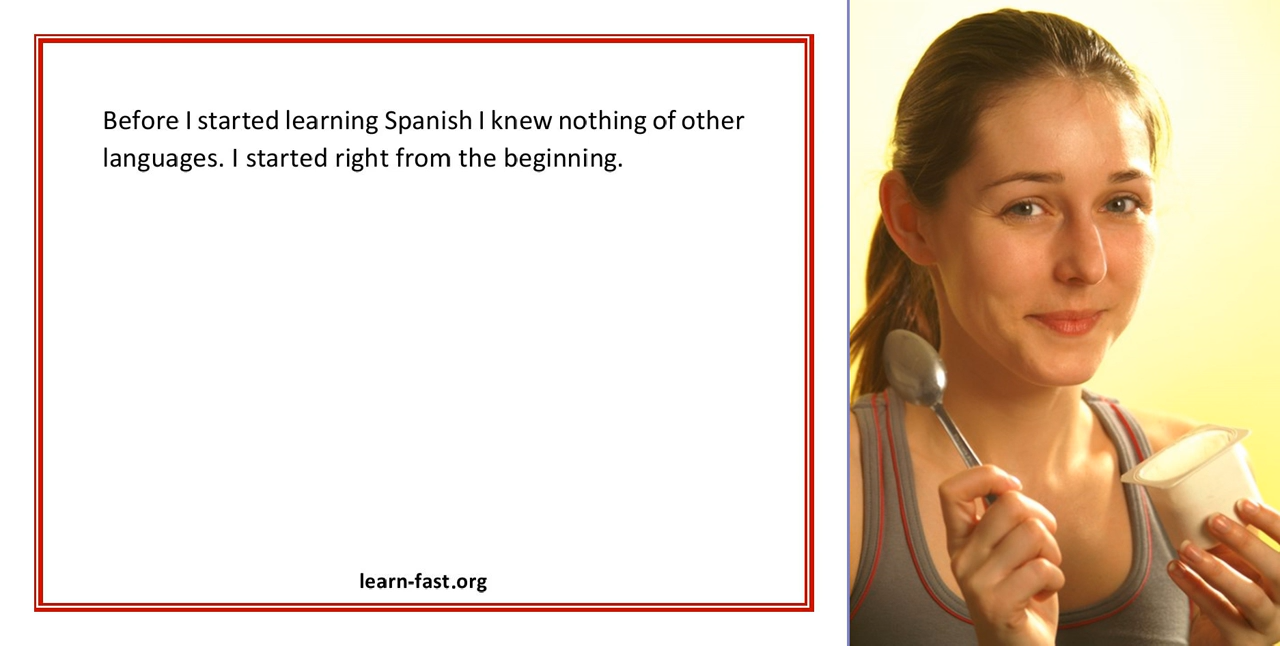 Before I started learning Spanish I knew nothing of other
languages. I started right from the beginning.
learn-fast.org